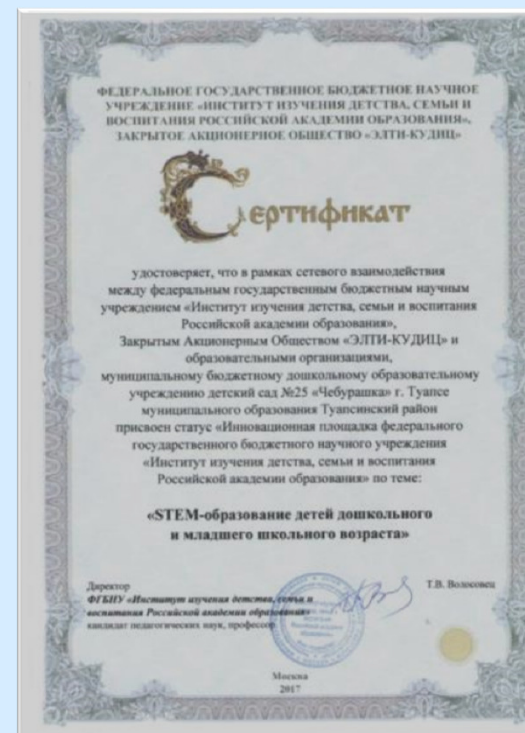 ФЕДЕРАЛЬНОЕ ГОСУДАРСТВЕННОЕ БЮДЖЕТНОЕ НАУЧНОЕ
УЧРЕЖДЕНИЕ «ИНСТИТУТ ИЗУЧЕНИЯ ДЕТСТВА, СЕМЬИ И
ВОСПИТАНИЯ РОССИЙСКОЙ АКАДЕМИИ ОБРАЗОВАНИЯ»,
ЗАКРЫТОЕ АКЦИОНЕРНОЕ ОБЩЕСТВО «ЭЛТИ-КУДИЦ»
Сертификат
удостоверяет, что в рамках сетевого взаимодействия
между федеральным государственным бюджетным научным
учреждением «Институт изучения детства, семьи и воспитания
Российской академии образования»,
Закрытым Акционерным Обществом «ЭЛТИ-КУДИЦ» и
образовательными организациями,
муниципальному бюджетному дошкольному образовательному
учреждению детский сад №25 «Чебурашка» г. Туапсе
муниципального образования Туапсинский район
присвоен статус «Инновационная площадка федерального
государственного бюджетного научного учреждения
«Институт изучения детства, семьи и воспитания
Российской академии образования» по теме:
«STEM-образование детей дошкольного
и младшего школьного возраста»
Директор Т.В. Волосовец
ФГБНУ «Институт изучения детства, семьи и
воспитания Российской академии образования»
кандидат педагогических наук, профессор
Москва
2017